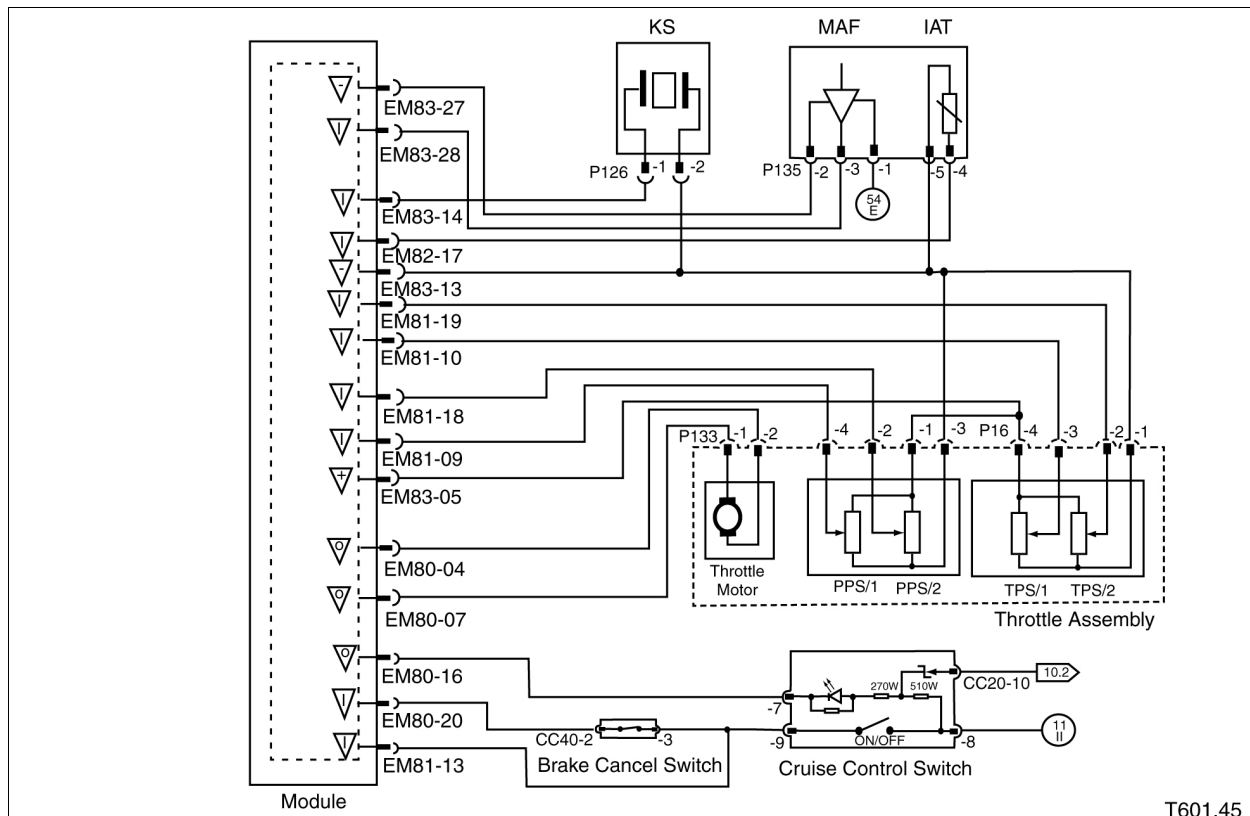 KS
MAF
IAT
EM83-27
EM83-28
EM83-14
EM82-17
EM83-13
EM81-19
EM81-10
EM81-18
EM81-09
EM83-05
EM80-04
EM80-07
EM80-16
EM80-20
EM81-13
-
I
I
I
-
I
I
I
I
+
O
O
O
I
I
P126
-1
-2
P135
-2
-3
-1
-5
-4
54
E
P133
-1
-2
-4
-2
-1
-3
P16
-4
-3
-2
-1
Throttle
Motor
PPS/1
PPS/2
TPS/1
TPS/2
Throttle Assembly
270W
510W
CC20-10
10.2
-7
CC40-2
-3
-9
ON/OFF
-8
11
II
Brake Cancel Switch
Cruise Control Switch
Module
T601.45